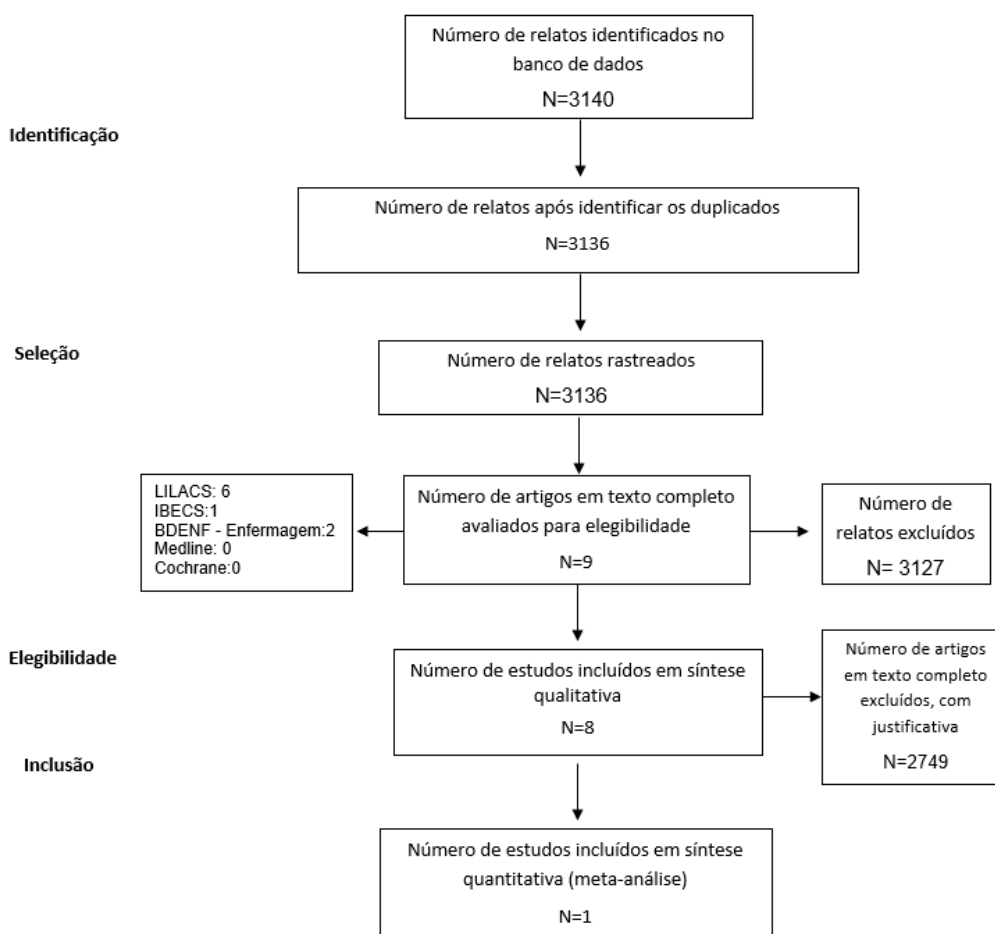 Número de relatos identificados no
banco de dados
N=3140
Identificação
Número de relatos após identificar os duplicados
N=3136
Seleção
Número de relatos rastreados
N=3136
LILACS: 6
IBECS:1
BDENF - Enfermagem:2
Medline: 0
Cochrane:0
Número de artigos em texto completo
avaliados para elegibilidade
N=9
Número de
relatos excluídos
N= 3127
Elegibilidade
Número de estudos incluídos em síntese
qualitativa
N=8
Número de artigos
em texto completo
excluídos, com
justificativa
N=2749
Inclusão
Número de estudos incluídos em síntese
quantitativa (meta-análise)
N=1